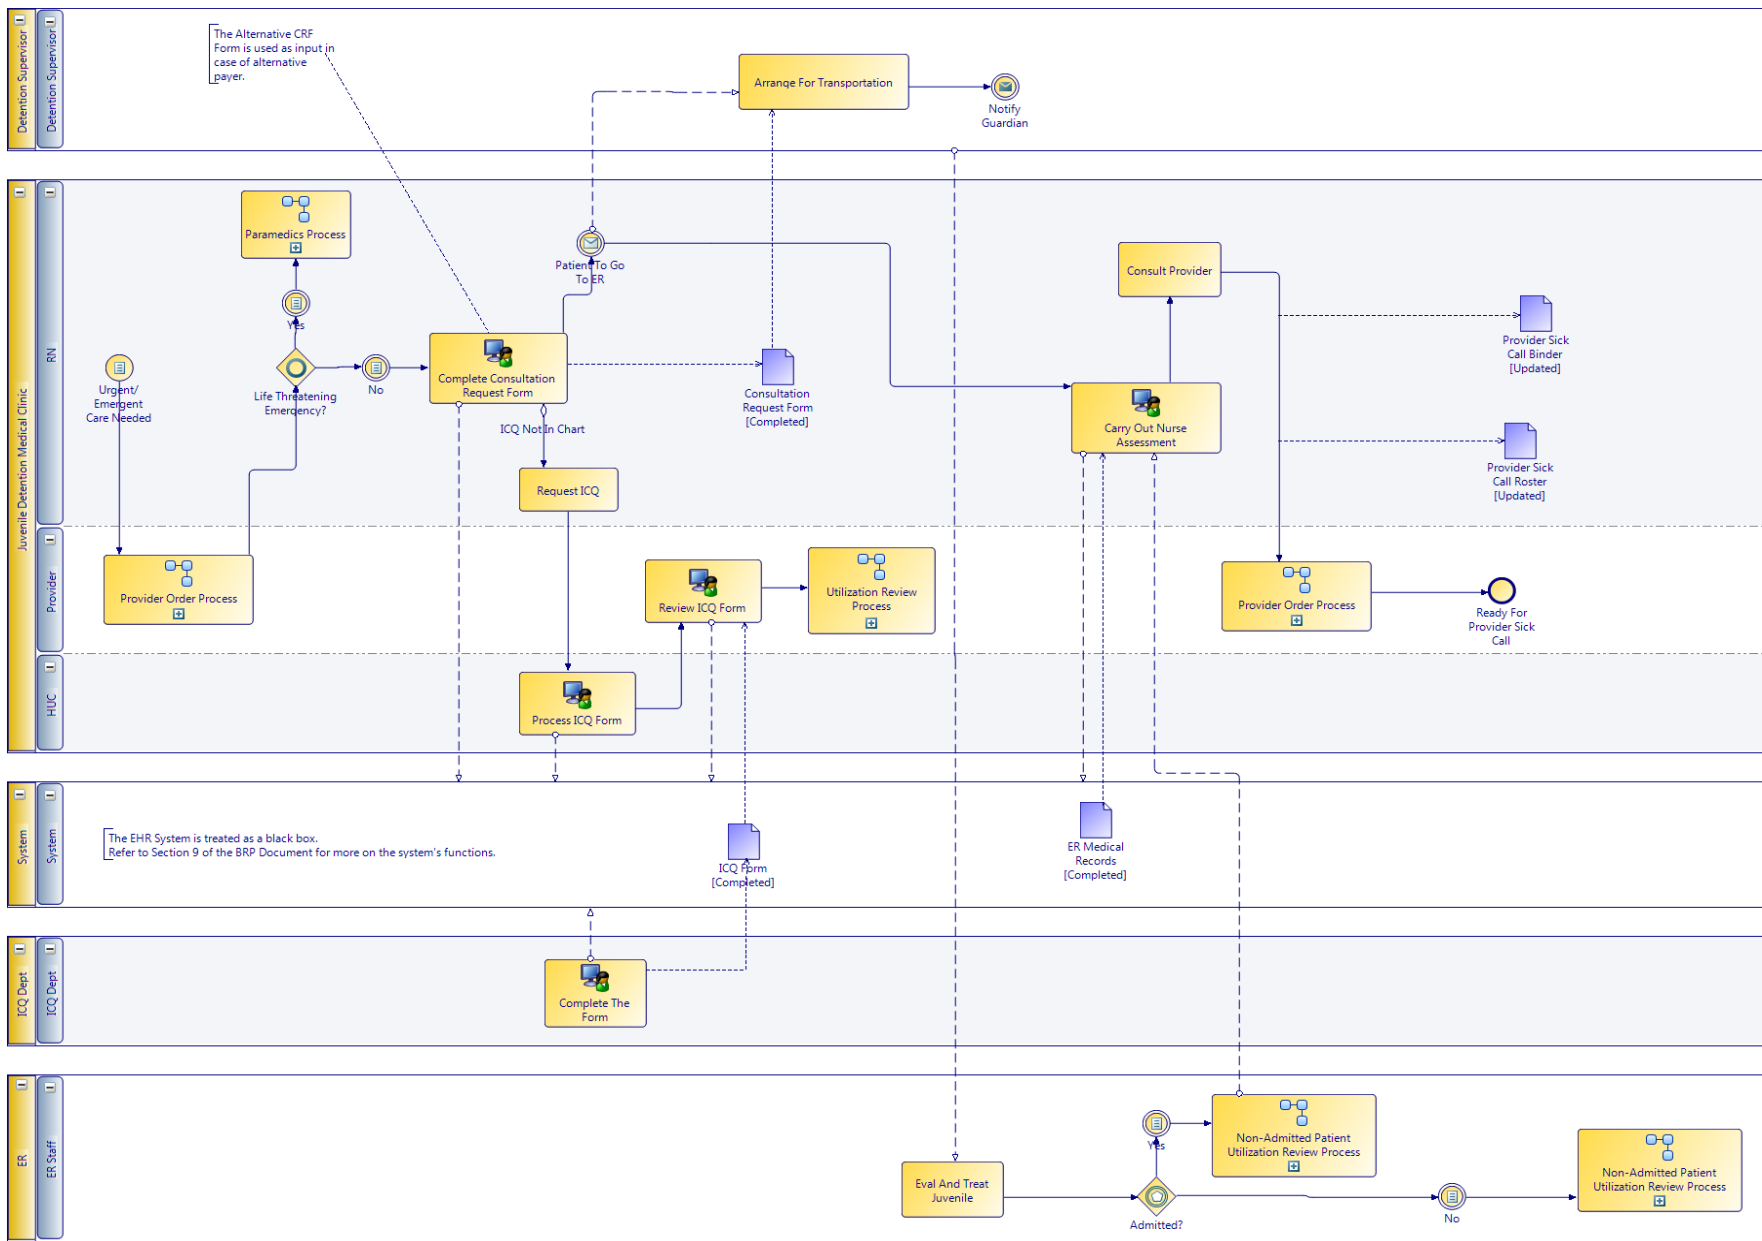 Detention Supervisor
Detention Supervisor
The Alternative CRF
Form is used as input in
case of alternative
payer.
Arrange For Transportation
Notify
Guardian
Juvenile Detention Medical Clinic
RN
Paramedics Process
Yes
Life Threatening
Emergency?
No
Urgent/
Emergent
Care Needed
Complete Consultation
Request Form
Patient To Go
To ER
ICQ Not In Chart
Request ICQ
Consultation
Request Form
[Completed]
Consult Provider
Carry Out Nurse
Assessment
Provider Sick
Call Binder
[Updated]
Provider Sick
Call Roster
[Updated]
Provider
Provider Order Process
Review ICQ Form
Utilization Review
Process
Provider Order Process
Ready For
Provider Sick
Call
HUC
Process ICQ Form
System
System
The EHR System is treated as a black box.
Refer to Section 9 of the BRP Document for more on the system's functions.
ICQ Form
[Completed]
ER Medical
Records
[Completed]
ICQ Dept
ICQ Dept
Complete The
Form
ER
ER Staff
Eval And Treat
Juvenile
Admitted?
Yes
Non-Admitted Patient
Utilization Review Process
No
Non-Admitted Patient
Utilization Review Process